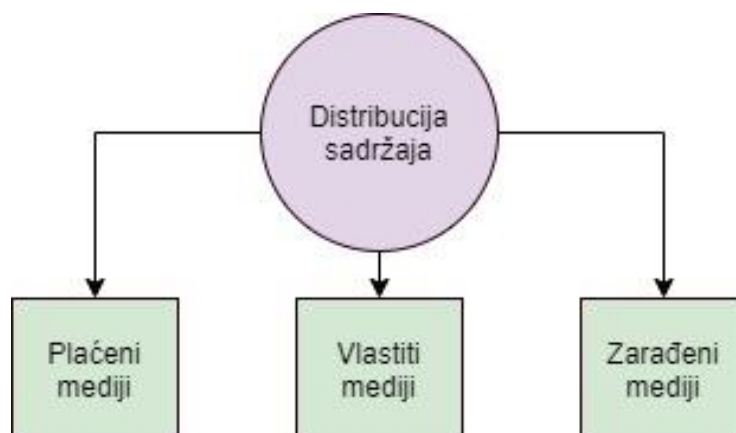 Distribucija
sadržaja
Plaćeni
mediji
Vlastiti
mediji
Zarađeni
mediji